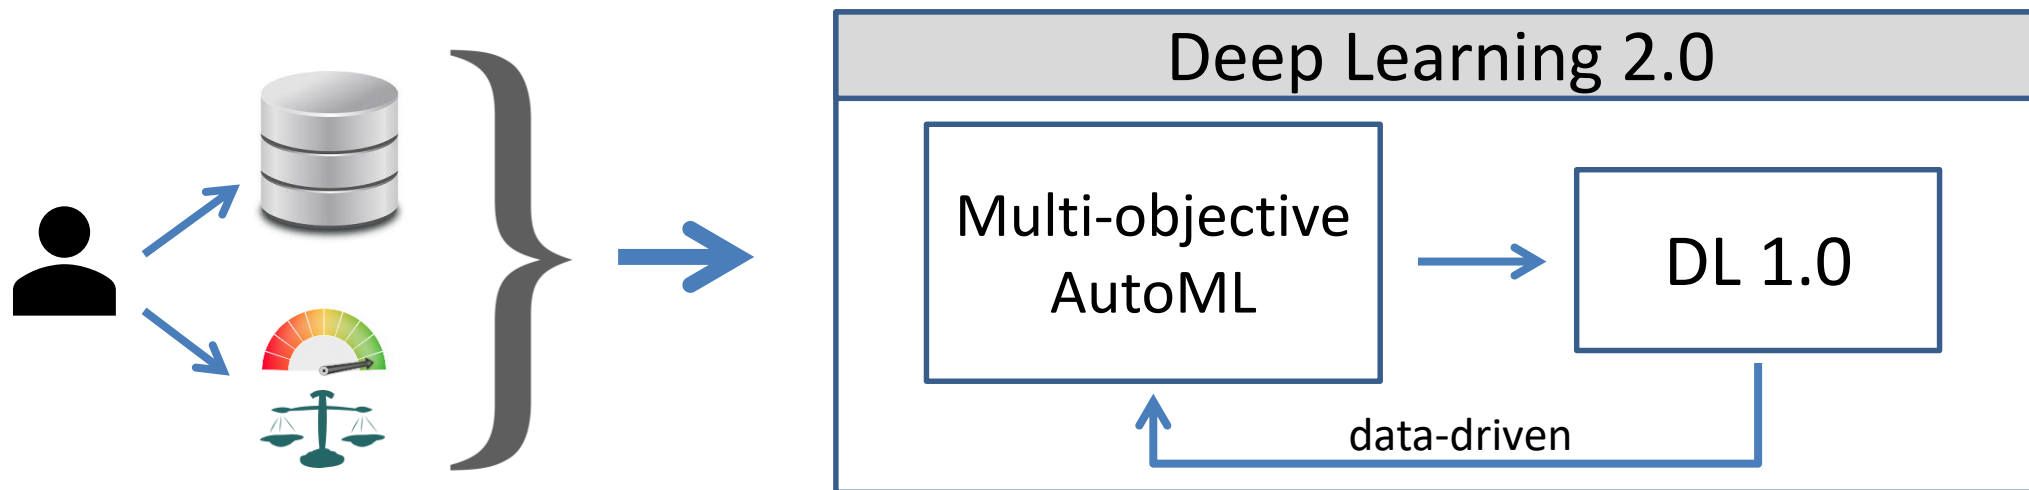 Deep Learning 2.0
Multi-objective
AutoML
DL 1.0
data-driven